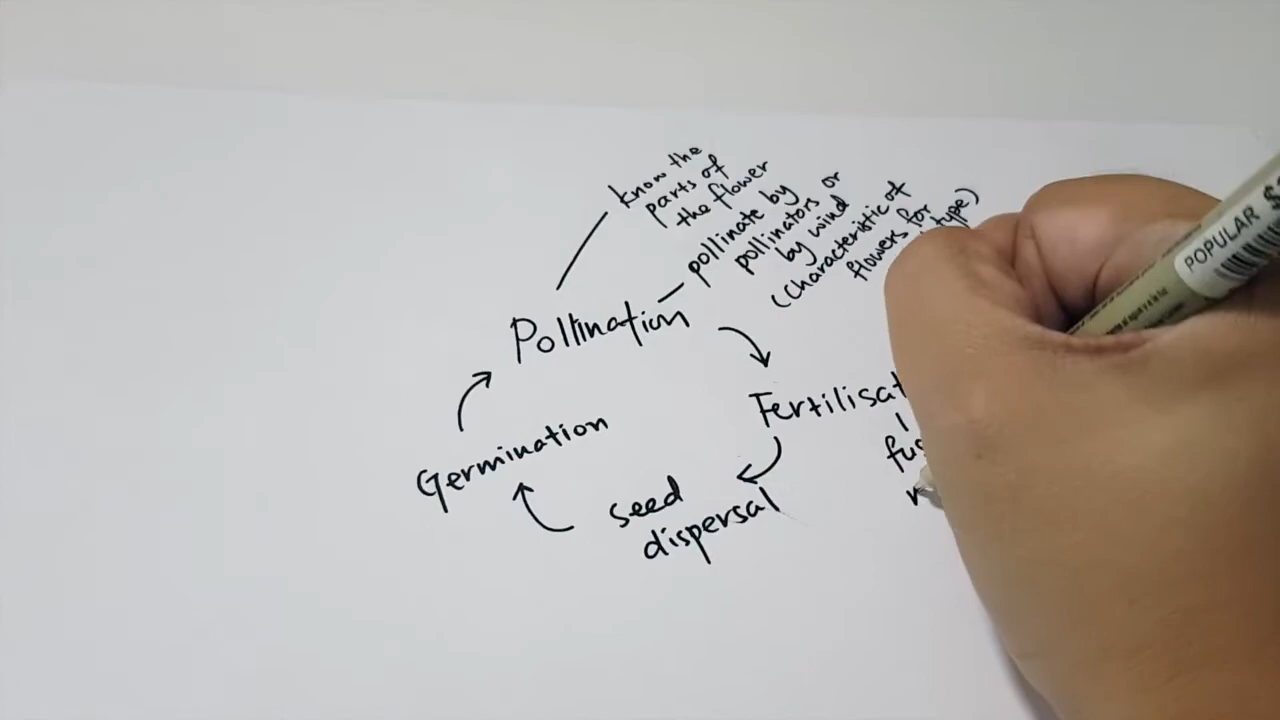 know the
parts of
the flower
pollinate by
pollinators or
by wind
(characteristic of
flowers for
type)
Pollination
Fertilisat
seed
dispersal
Germination
POPULAR